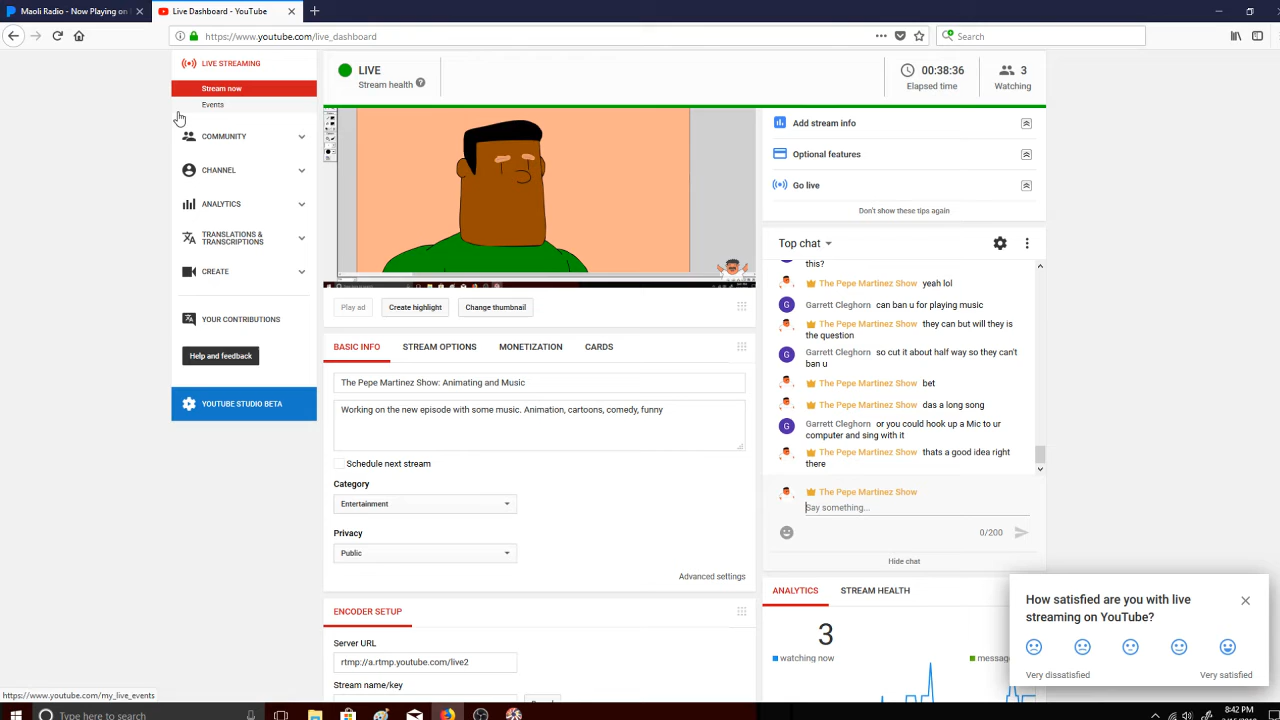 Maoli Radio - Now Playing on
Live Dashboard - YouTube
https://www.youtube.com/live_dashboard
Search
LIVE STREAMING
Stream now
Events
COMMUNITY
CHANNEL
ANALYTICS
TRANSLATIONS &
TRANSCRIPTIONS
CREATE
YOUR CONTRIBUTIONS
Help and feedback
YOUTUBE STUDIO BETA
LIVE
Stream health
00:38:36
Elapsed time
3
Watching
Play ad
Create highlight
Change thumbnail
BASIC INFO
STREAM OPTIONS
MONETIZATION
CARDS
The Pepe Martinez Show: Animating and Music
Working on the new episode with some music. Animation, cartoons, comedy, funny
Schedule next stream
Category
Entertainment
Privacy
Public
Advanced settings
ENCODER SETUP
Server URL
rtmp://a.rtmp.youtube.com/live2
Stream name/key
Add stream info
Optional features
Go live
Don't show these tips again
Top chat
this?
The Pepe Martinez Show yeah lol
Garrett Cleghorn can ban u for playing music
The Pepe Martinez Show they can but will they is
the question
Garrett Cleghorn so cut it about half way so they can't
ban u
The Pepe Martinez Show bet
The Pepe Martinez Show das a long song
Garrett Cleghorn or you could hook up a Mic to ur
computer and sing with it
The Pepe Martinez Show thats a good idea right
there
The Pepe Martinez Show
Say something...
0/200
Hide chat
ANALYTICS
STREAM HEALTH
3
watching now
How satisfied are you with live
streaming on YouTube?
Very dissatisfied
Very satisfied
https://www.youtube.com/my_live_events
Type here to search
8:42 PM